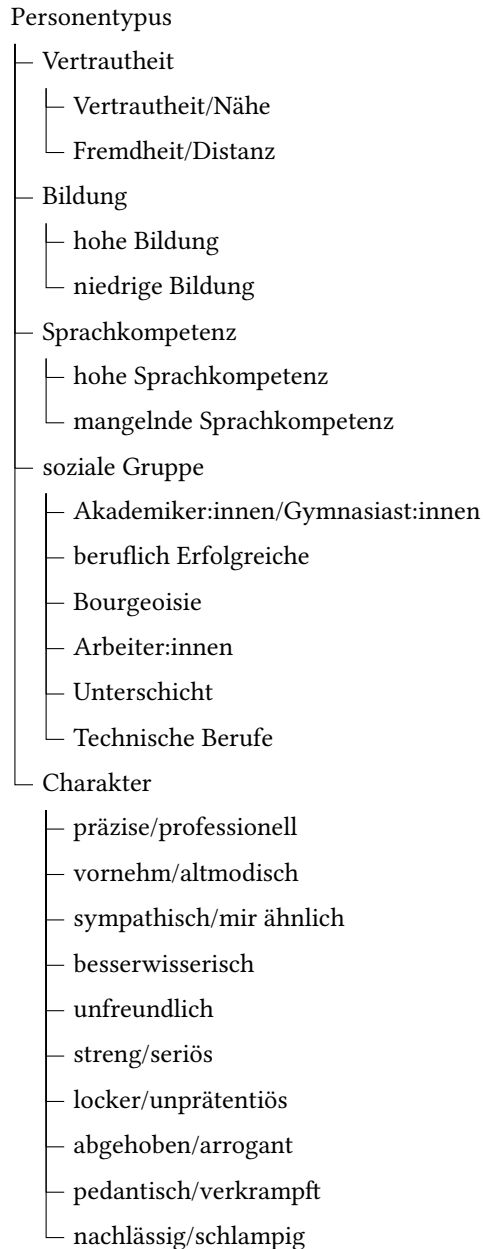 Personentypus
Vertrautheit
Vertrautheit/Nähe
Fremdheit/Distanz
Bildung
hohe Bildung
niedrige Bildung
Sprachkompetenz
hohe Sprachkompetenz
mangelnde Sprachkompetenz
soziale Gruppe
Akademiker:innen/Gymnasiast:innen
beruflich Erfolgreiche
Bourgeoisie
Arbeiter:innen
Unterschicht
Technische Berufe
Charakter
präzise/professionell
vornehm/altmodisch
sympathisch/mir ähnlich
besserwisserisch
unfreundlich
streng/seriös
locker/unprätentiös
abgehoben/arrogant
pedantisch/verkrampft
nachlässig/schlampig